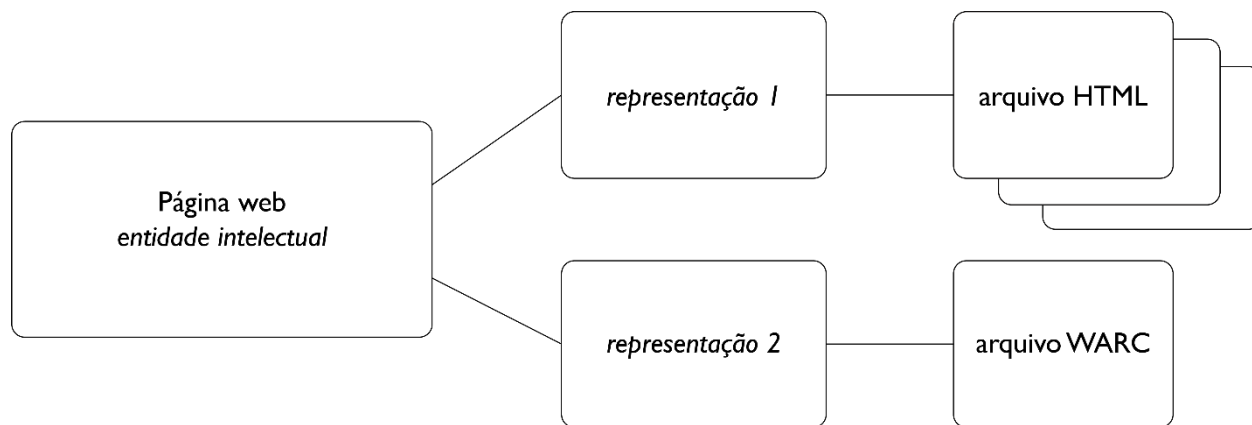 Página web
entidade intelectual
representação 1
arquivo HTML
representação 2
arquivo WARC